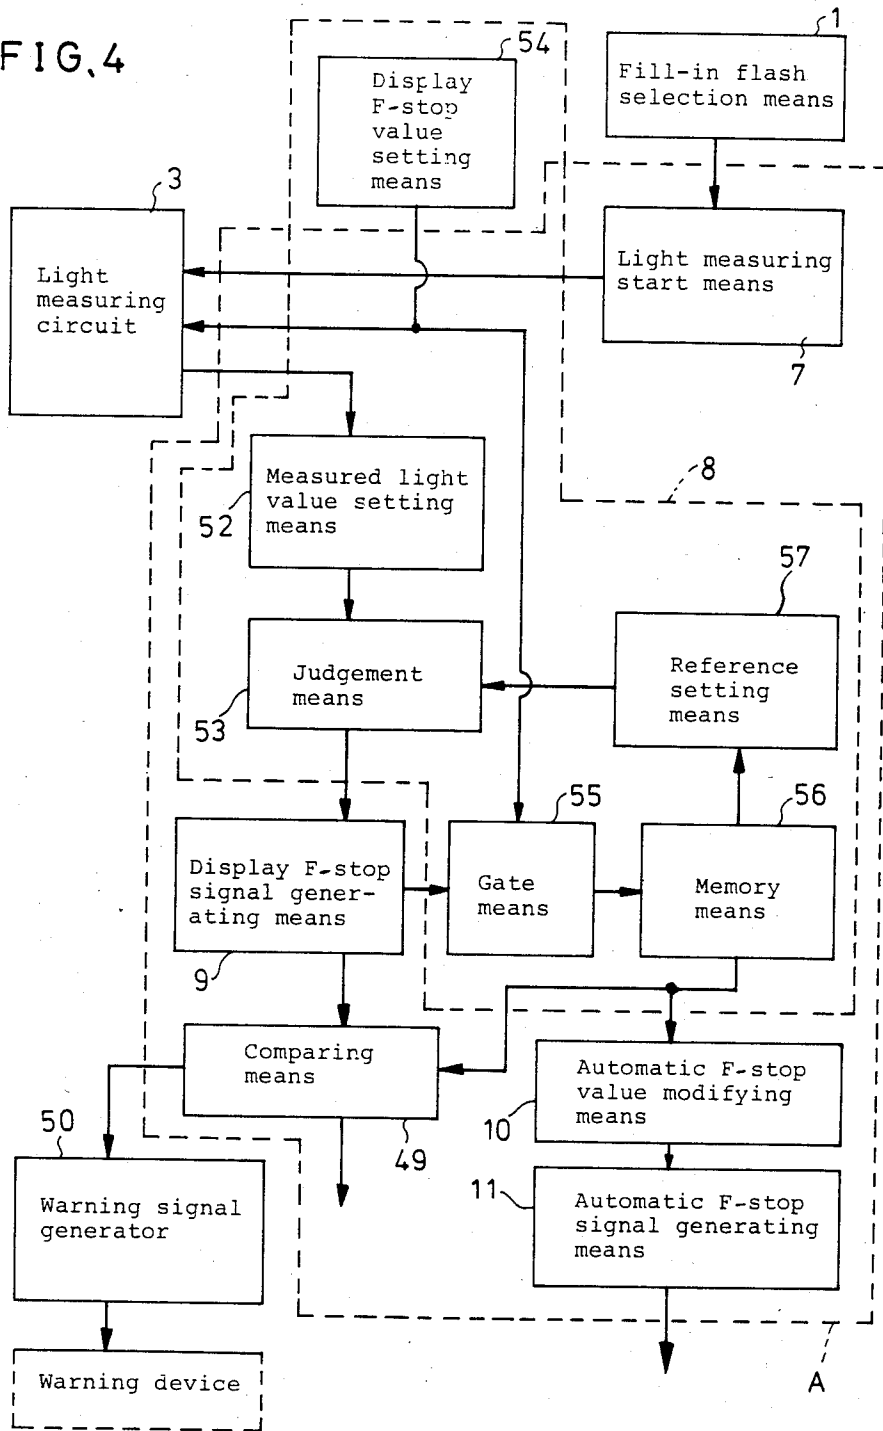 FIG.4
54
Display
F-stop
value
setting
means
1
Fill-in flash
selection means
3
Light
measuring
circuit
Light measuring
start means
7
8
Measured light
value setting
means
52
57
Judgement
means
53
Reference
setting
means
55
56
Display F-stop
signal gener-
ating means
9
Gate
means
Memory
means
Comparing
means
49
Automatic F-stop
value modifying
means
10
50
Warning signal
generator
11
Automatic F-stop
signal generating
means
Warning device
A